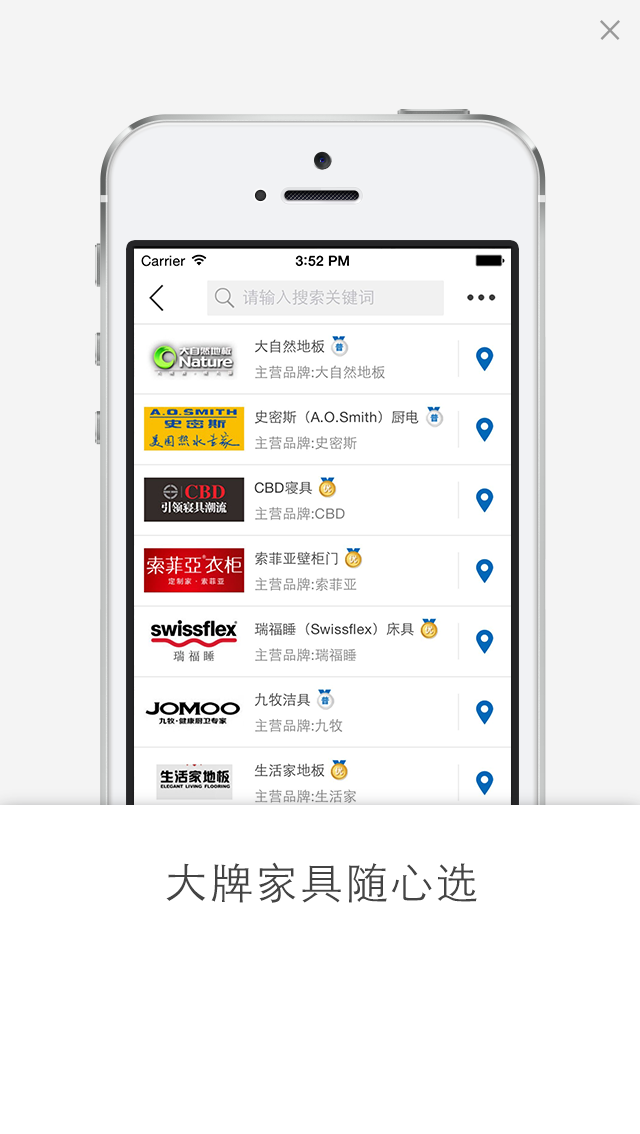 Carrier 3:52 PM
请输入搜索关键词
大自然地板
Nature
大自然地板 普
主营品牌:大自然地板
A.O.SMITH
史密斯
美国热水专家
史密斯（A.O.Smith）厨电 普
主营品牌:史密斯
CBD
引领寝具潮流
CBD寝具 优
主营品牌:CBD
索菲亞®衣柜
定制家·索菲亚
索菲亚壁柜门 优
主营品牌:索菲亚
swissflex
瑞福睡
瑞福睡（Swissflex）床具 优
主营品牌:瑞福睡
JOMOO
九牧·健康厨卫专家
九牧洁具 普
主营品牌:九牧
生活家地板
ELEGANT LIVING FLOORING
生活家地板 优
主营品牌:生活家
大牌家具随心选